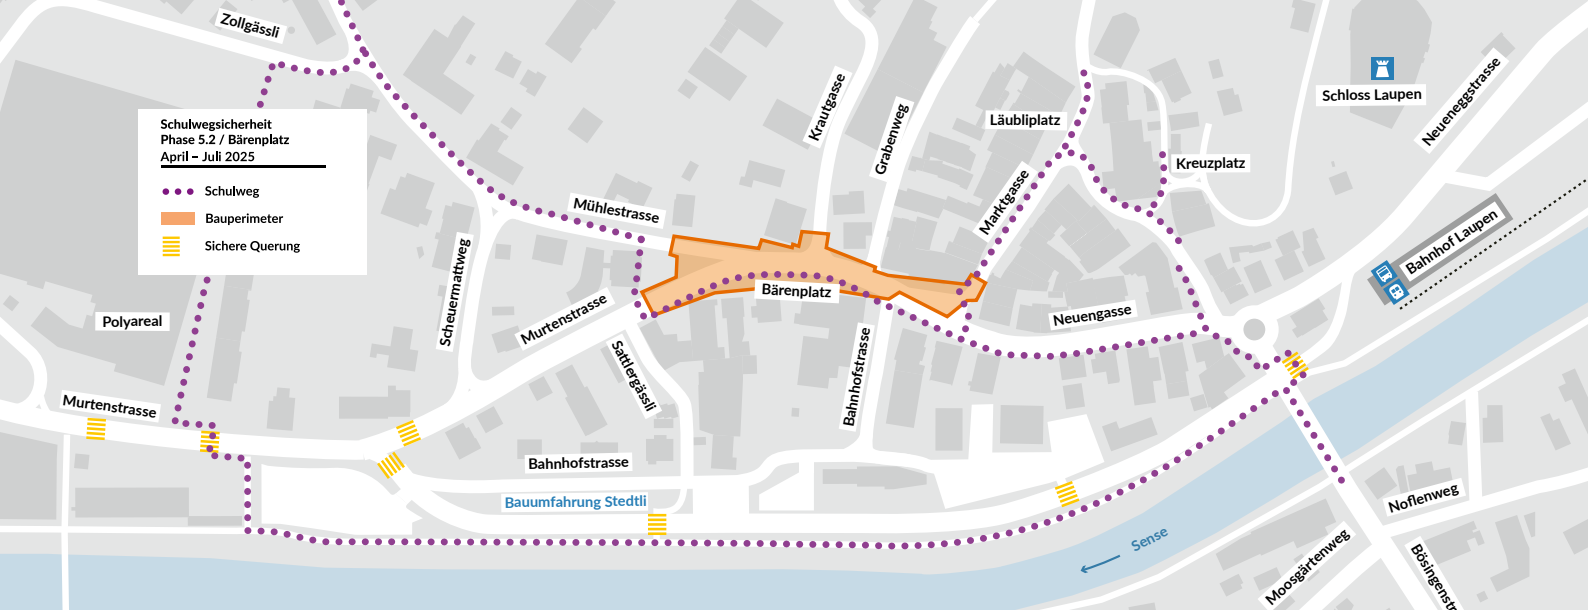 Zollgässli
Schulwegsicherheit
Phase 5.2 / Bärenplatz
April – Juli 2025
Schulweg
Bauperimeter
Sichere Querung
Mühlestrasse
Krautgasse
Grabenweg
Läubliplatz
Marktgasse
Kreuzplatz
Schloss Laupen
Neueneggstrasse
Bahnhof Laupen
Scheuermattweg
Murtenstrasse
Bärenplatz
Neuengasse
Polyareal
Sattlergässli
Bahnhofstrasse
Murtenstrasse
Bahnhofstrasse
Bauumfahrung Stedtli
Sense
Noflenweg
Moosgärtenweg
Bösingenstr